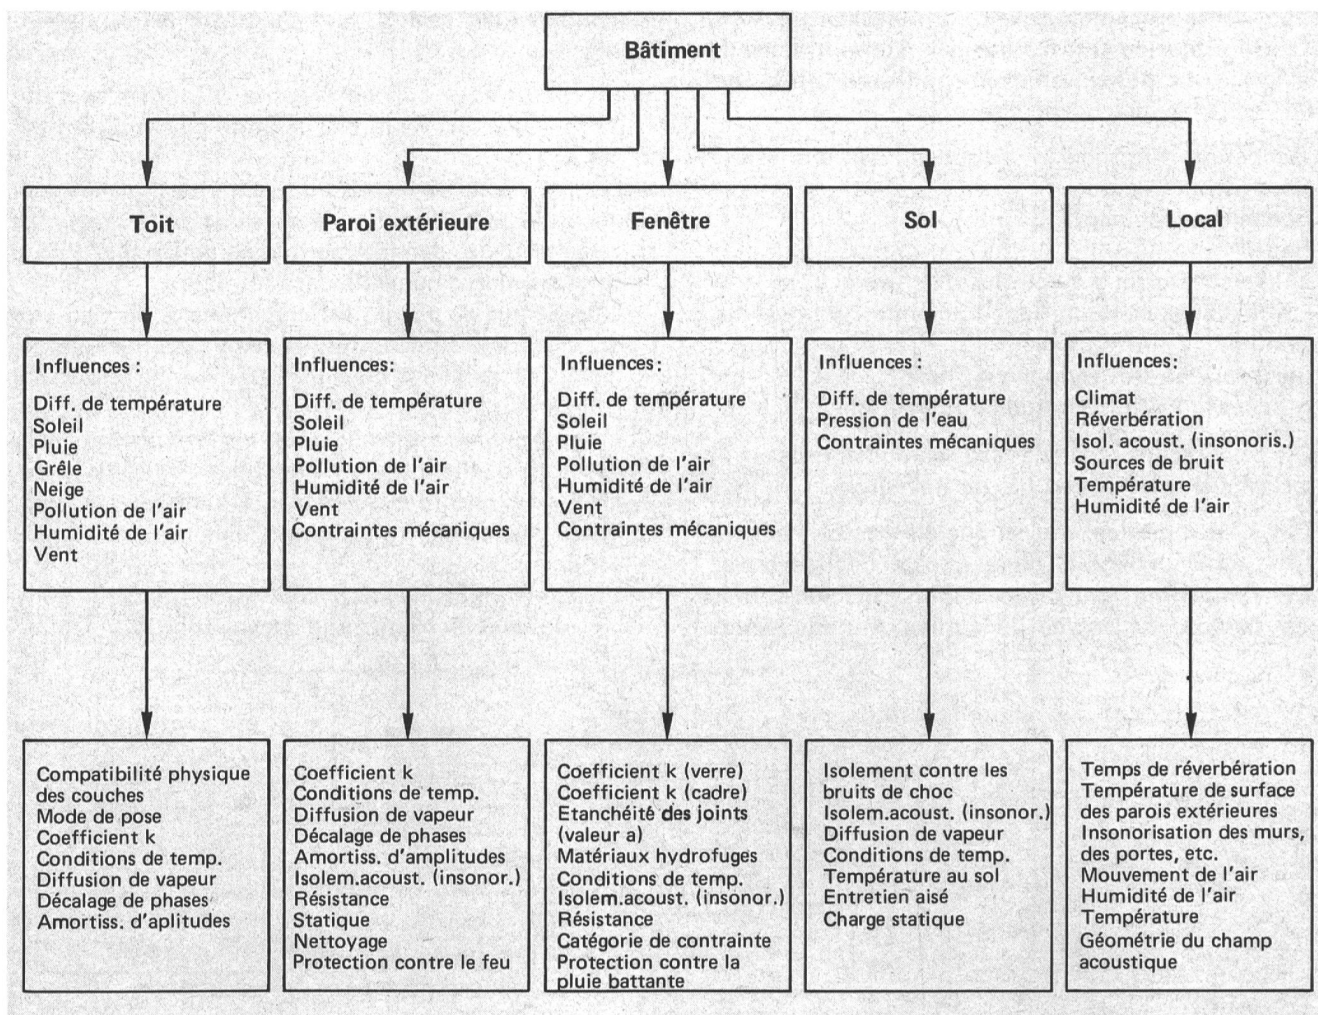 Bâtiment
Toit
Paroi extérieure
Fenêtre
Sol
Local
Influences :
Diff. de température
Soleil
Pluie
Grêle
Neige
Pollution de l'air
Humidité de l'air
Vent
Influences:
Diff. de température
Soleil
Pluie
Pollution de l'air
Humidité de l'air
Vent
Contraintes mécaniques
Influences:
Diff. de température
Soleil
Pluie
Pollution de l'air
Humidité de l'air
Vent
Contraintes mécaniques
Influences :
Diff. de température
Pression de l'eau
Contraintes mécaniques
Influences:
Climat
Réverbération
Isol. acoust. (insonoris.)
Sources de bruit
Température
Humidité de l'air
Compatibilité physique
des couches
Mode de pose
Coefficient k
Conditions de temp.
Diffusion de vapeur
Décalage de phases
Amortiss. d'aplitudes
Coefficient k
Conditions de temp.
Diffusion de vapeur
Décalage de phases
Amortiss. d'amplitudes
Isolem.acoust. (insonor.)
Résistance
Statique
Nettoyage
Protection contre le feu
Coefficient k (verre)
Coefficient k (cadre)
Etanchéité des joints
(valeur a)
Matériaux hydrofuges
Conditions de temp.
Isolem.acoust. (insonor.)
Résistance
Catégorie de contrainte
Protection contre la
pluie battante
Isolement contre les
bruits de choc
Isolem.acoust. (insonor.)
Diffusion de vapeur
Conditions de temp.
Température au sol
Entretien aisé
Charge statique
Temps de réverbération
Température de surface
des parois extérieures
Insonorisation des murs,
des portes, etc.
Mouvement de l'air
Humidité de l'air
Température
Géométrie du champ
acoustique